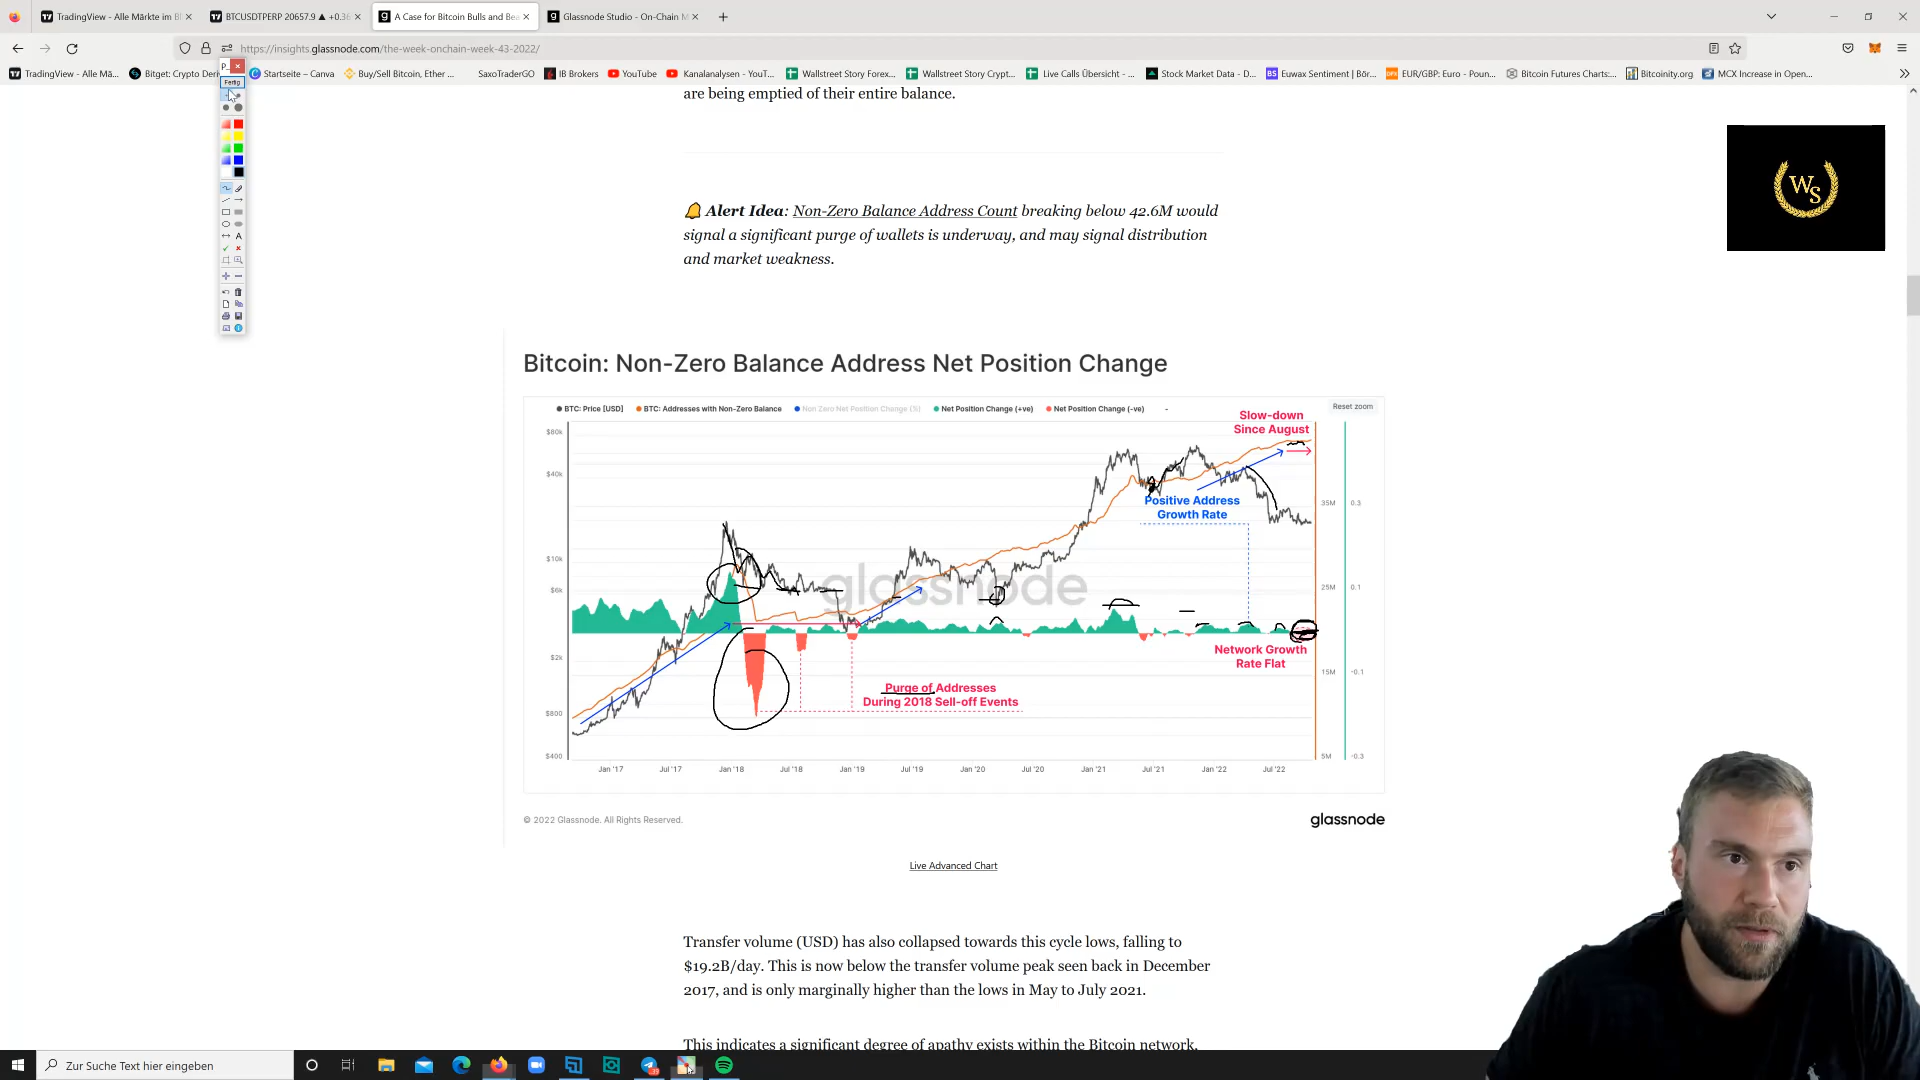 TradingView – Alle Märkte im Bl
BTCUSDTPERP 20657.9 ▲ +0.36
A Case for Bitcoin Bulls and Bea
Glassnode Studio - On-Chain M
https://insights.glassnode.com/the-week-onchain-week-43-2022/
TradingView - Alle Mä...
Bitget: Crypto Deri
Startseite – Canva
Buy/Sell Bitcoin, Ether ...
SaxoTraderGO
IB Brokers
YouTube
Kanalanalysen - YouT...
Wallstreet Story Forex...
Wallstreet Story Crypt...
Live Calls Übersicht - ...
Stock Market Data - D...
BS Euwax Sentiment | Bör...
EUR/GBP: Euro - Poun...
Bitcoin Futures Charts:...
Bitcoinity.org
MCX Increase in Open...
P...
Fertig
A
are being emptied of their entire balance.
WS
Alert Idea: Non-Zero Balance Address Count breaking below 42.6M would
signal a significant purge of wallets is underway, and may signal distribution
and market weakness.
Bitcoin: Non-Zero Balance Address Net Position Change
BTC: Price [USD]
BTC: Addresses with Non-Zero Balance
Non Zero Net Position Change (%)
Net Position Change (+ve)
Net Position Change (-ve)
-
Reset zoom
Slow-down
Since August
$80k
$40k
$10k
$6k
$2k
$800
$400
Positive Address
Growth Rate
glassnode
35M
25M
15M
5M
0.3
0.1
-0.1
-0.3
Network Growth
Rate Flat
Purge of Addresses
During 2018 Sell-off Events
Jan '17
Jul '17
Jan '18
Jul '18
Jan '19
Jul '19
Jan '20
Jul '20
Jan '21
Jul '21
Jan '22
Jul '22
© 2022 Glassnode. All Rights Reserved.
glassnode
Live Advanced Chart
Transfer volume (USD) has also collapsed towards this cycle lows, falling to
$19.2B/day. This is now below the transfer volume peak seen back in December
2017, and is only marginally higher than the lows in May to July 2021.
This indicates a significant degree of apathy exists within the Bitcoin network,
Zur Suche Text hier eingeben